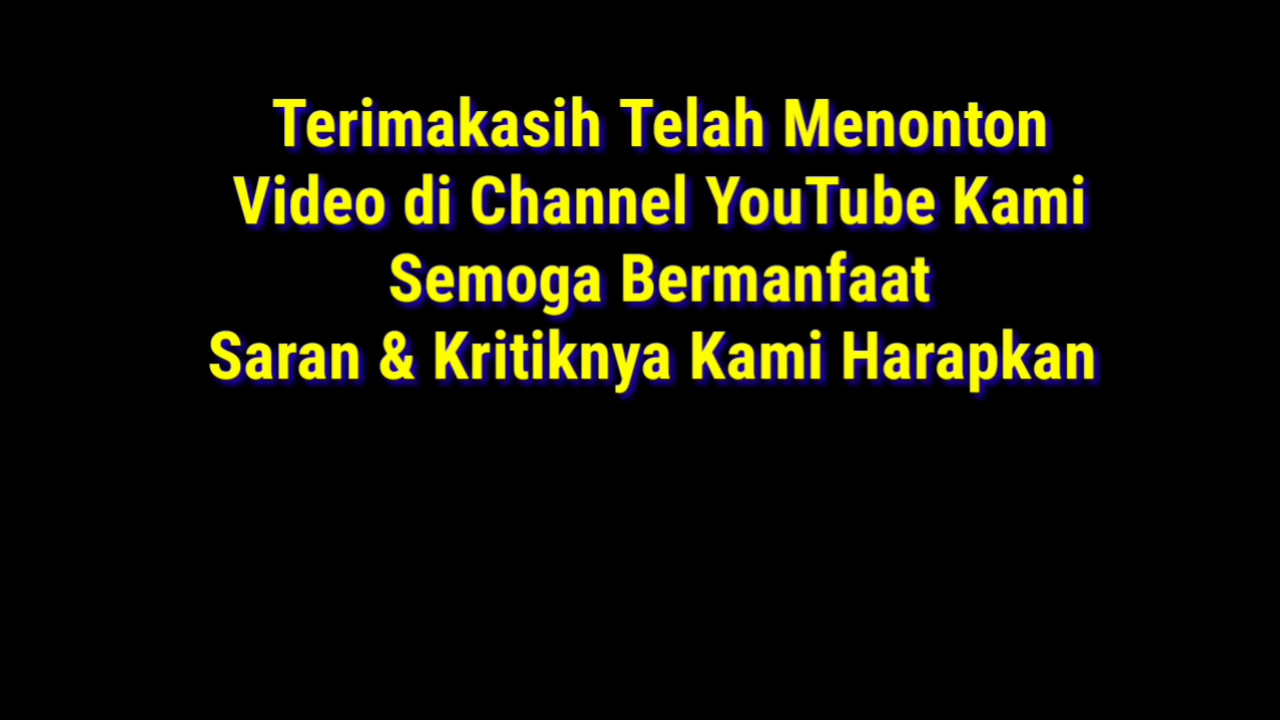 Terimakasih Telah Menonton
Video di Channel YouTube Kami
Semoga Bermanfaat
Saran & Kritiknya Kami Harapkan